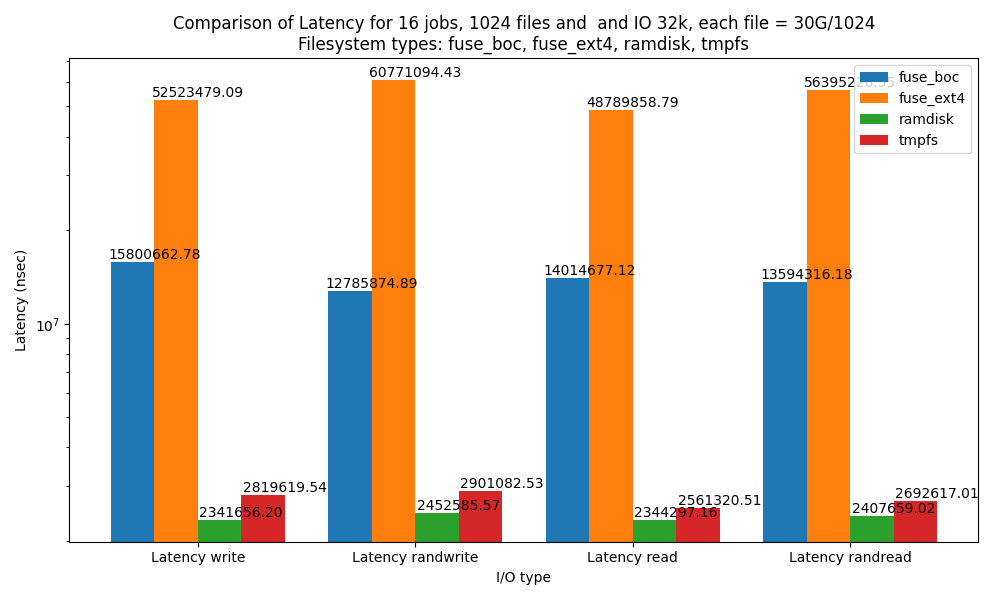 Comparison of Latency for 16 jobs, 1024 files and  and IO 32k, each file = 30G/1024
Filesystem types: fuse_boc, fuse_ext4, ramdisk, tmpfs
fuse_boc
fuse_ext4
ramdisk
tmpfs
Latency (nsec)
10^7
15800662.78
52523479.09
2341656.20
2819619.54
12785874.89
60771094.43
2452585.57
2901082.53
14014677.12
48789858.79
2344297.16
2561320.51
13594316.18
2407659.02
2692617.01
Latency write
Latency randwrite
Latency read
Latency randread
I/O type